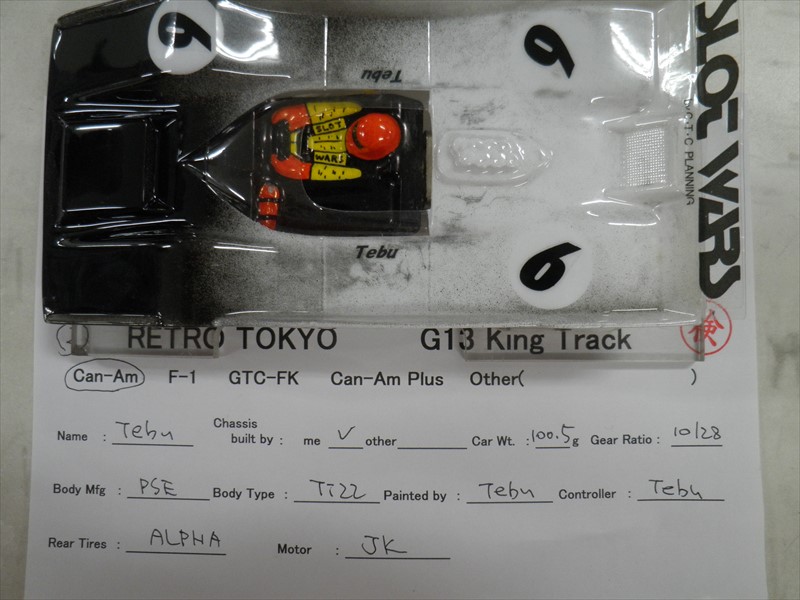 6
6
Tebu
SLOT
WARS
Tebu
6
SLOT WARS
D・C・T・C PLANNING
RETRO TOKYO G13 King Track
検
Can-Am F-1 GTC-FK Can-Am Plus Other( )
Name : Tebu Chassis built by : me ✓ other Car Wt. : 100.5g Gear Ratio : 10/28
Body Mfg : PSE Body Type : Ti22 Painted by : Tebu Controller : Tebu
Rear Tires : ALPHA Motor : JK